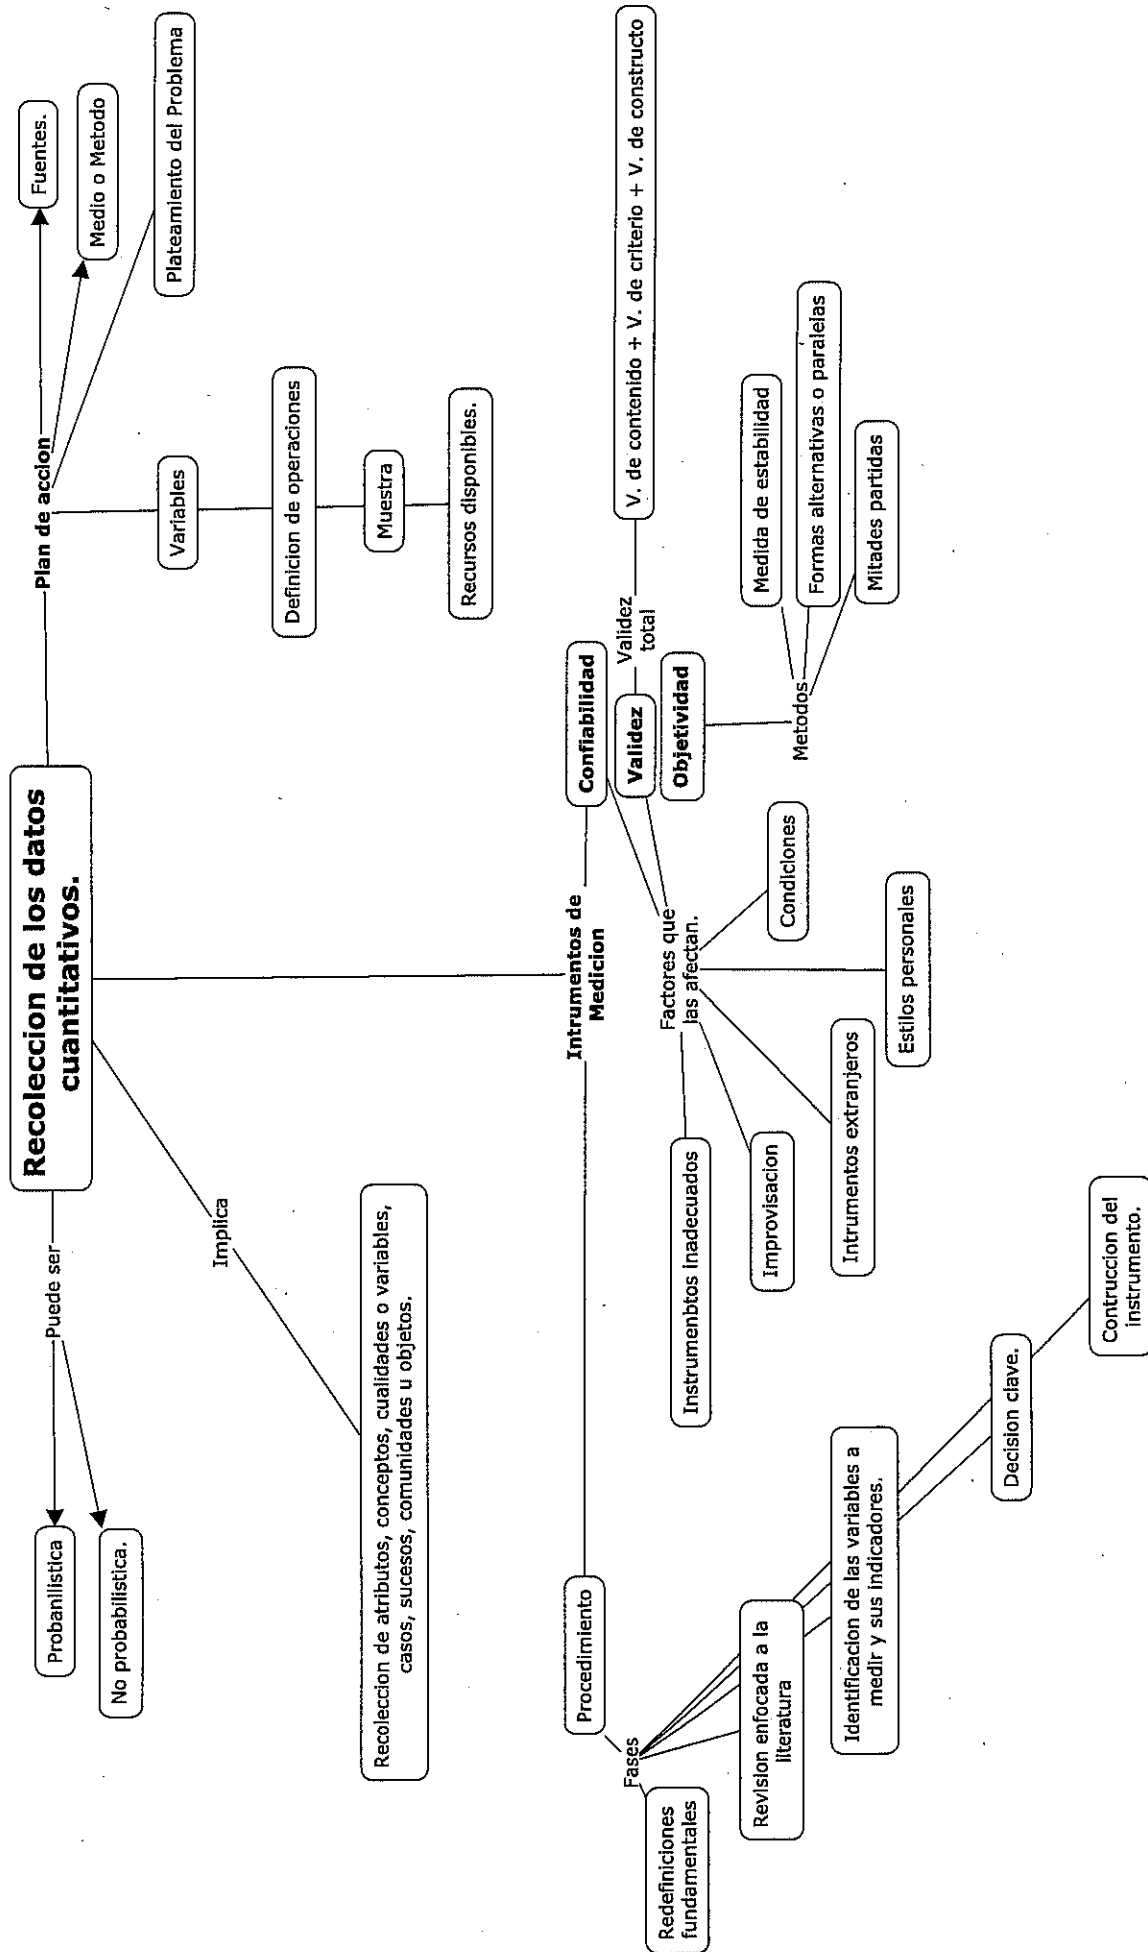 Recoleccion de los datos
cuantitativos.
Puede ser
Probanilistica
No probabilistica.
Implica
Recoleccion de atributos, conceptos, cualidades o variables,
casos, sucesos, comunidades u objetos.
Plan de accion
Fuentes.
Medio o Metodo
Plateamiento del Problema
Variables
Definicion de operaciones
Muestra
Recursos disponibles.
Intrumentos de
Medicion
Procedimiento
Fases
Redefiniciones
fundamentales
Revision enfocada a la
literatura
Identificacion de las variables a
medir y sus indicadores.
Decision clave.
Contruccion del
instrumento.
Confiabilidad
Validez
Objetividad
Validez
total
V. de contenido + V. de criterio + V. de constructo
Factores que
las afectan.
Instrumenbtos inadecuados
Improvisacion
Intrumentos extranjeros
Estilos personales
Condiciones
Metodos
Medida de estabilidad
Formas alternativas o paralelas
Mitades partidas